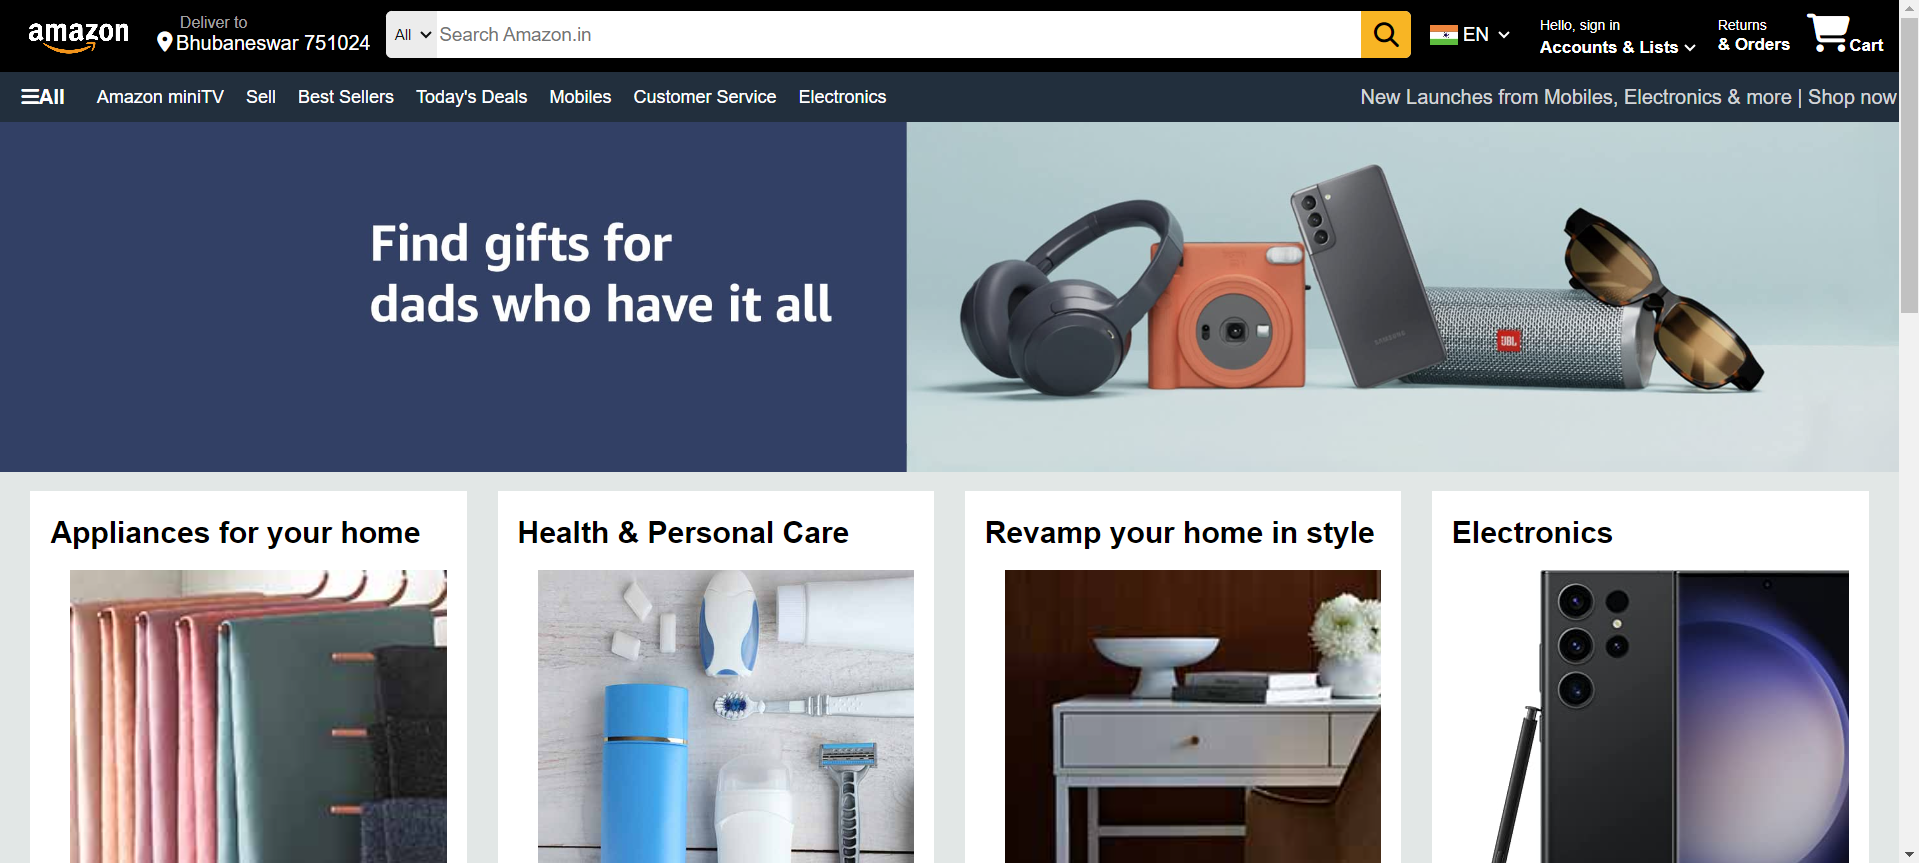 amazon
Deliver to
Bhubaneswar 751024
All
Search Amazon.in
EN
Hello, sign in
Accounts & Lists
Returns
& Orders
Cart
All
Amazon miniTV
Sell
Best Sellers
Today's Deals
Mobiles
Customer Service
Electronics
New Launches from Mobiles, Electronics & more | Shop now
Find gifts for
dads who have it all
SAMSUNG
JBL
Appliances for your home
Health & Personal Care
Revamp your home in style
Electronics